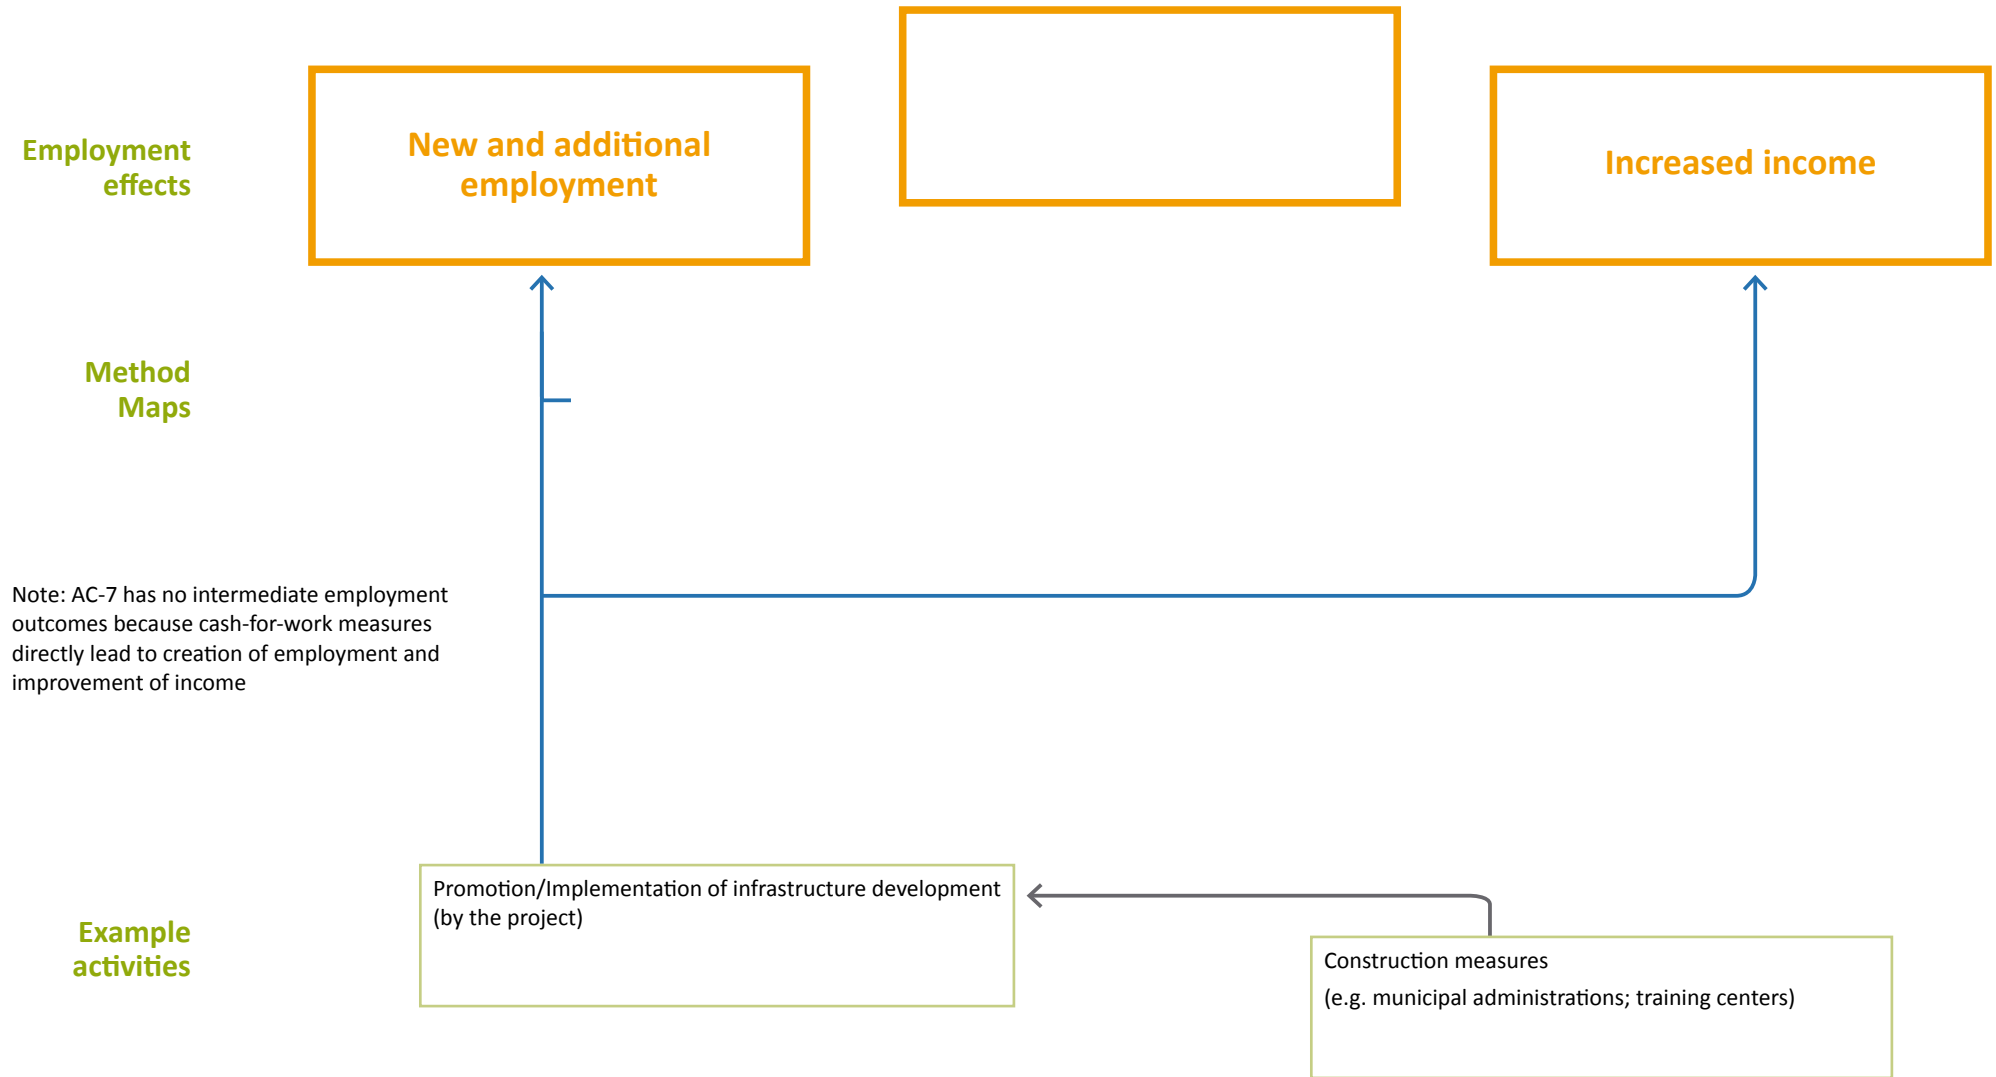 Employment
effects
New and additional
employment
Increased income
Method
Maps
Note: AC-7 has no intermediate employment
outcomes because cash-for-work measures
directly lead to creation of employment and
improvement of income
Example
activities
Promotion/Implementation of infrastructure development
(by the project)
Construction measures
(e.g. municipal administrations; training centers)